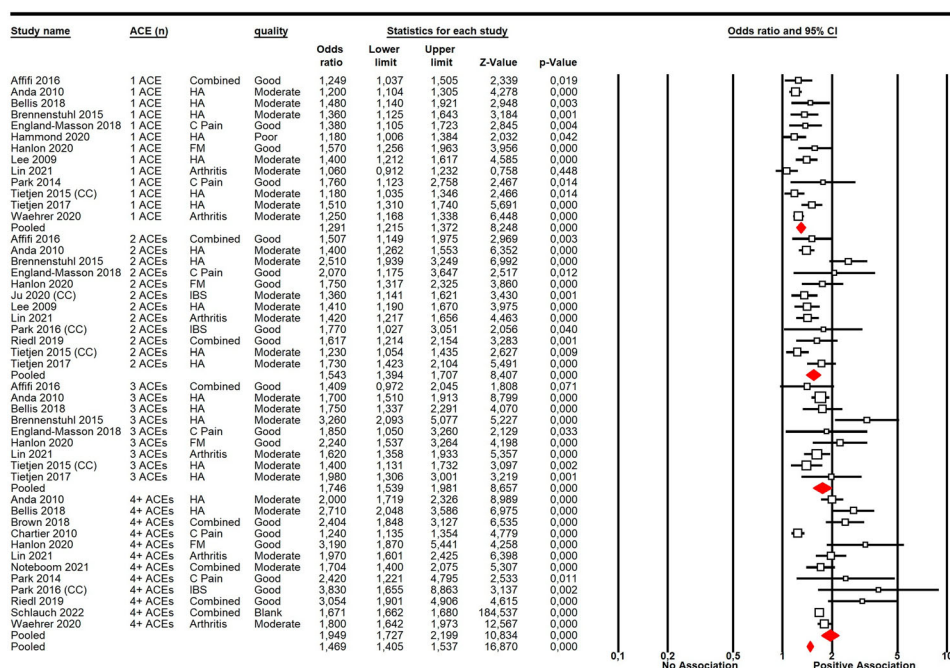 Study name ACE (n) quality Statistics for each study Odds ratio and 95% CI
Odds ratio Lower limit Upper limit Z-Value p-Value
Affifi 2016 1 ACE Combined Good 1,249 1,037 1,505 2,339 0,019
Anda 2010 1 ACE HA Moderate 1,200 1,104 1,305 4,278 0,000
Bellis 2018 1 ACE HA Moderate 1,480 1,140 1,921 2,948 0,003
Brennenstuhl 2015 1 ACE HA Moderate 1,360 1,125 1,643 3,184 0,001
England-Masson 2018 1 ACE C Pain Good 1,380 1,105 1,723 2,845 0,004
Hammond 2020 1 ACE HA Poor 1,180 1,006 1,384 2,032 0,042
Hanlon 2020 1 ACE FM Good 1,570 1,256 1,963 3,956 0,000
Lee 2009 1 ACE HA Moderate 1,400 1,212 1,617 4,585 0,000
Lin 2021 1 ACE Arthritis Moderate 1,060 0,912 1,232 0,758 0,448
Park 2014 1 ACE C Pain Good 1,760 1,123 2,758 2,467 0,014
Tietjen 2015 (CC) 1 ACE HA Moderate 1,180 1,035 1,346 2,466 0,014
Tietjen 2017 1 ACE HA Moderate 1,510 1,310 1,740 5,691 0,000
Waehrer 2020 1 ACE Arthritis Moderate 1,250 1,168 1,338 6,448 0,000
Pooled 1,291 1,215 1,372 8,248 0,000
Affifi 2016 2 ACEs Combined Good 1,507 1,149 1,975 2,969 0,003
Anda 2010 2 ACEs HA Moderate 1,400 1,262 1,553 6,352 0,000
Brennenstuhl 2015 2 ACEs HA Moderate 2,510 1,939 3,249 6,992 0,000
England-Masson 2018 2 ACEs C Pain Good 2,070 1,175 3,647 2,517 0,012
Hanlon 2020 2 ACEs FM Good 1,750 1,317 2,325 3,860 0,000
Ju 2020 (CC) 2 ACEs IBS Moderate 1,360 1,141 1,621 3,430 0,001
Lee 2009 2 ACEs HA Moderate 1,410 1,190 1,670 3,975 0,000
Lin 2021 2 ACEs Arthritis Moderate 1,420 1,217 1,656 4,463 0,000
Park 2016 (CC) 2 ACEs IBS Good 1,770 1,027 3,051 2,056 0,040
Riedl 2019 2 ACEs Combined Good 1,617 1,214 2,154 3,283 0,001
Tietjen 2015 (CC) 2 ACEs HA Moderate 1,230 1,054 1,435 2,627 0,009
Tietjen 2017 2 ACEs HA Moderate 1,730 1,423 2,104 5,491 0,000
Pooled 1,543 1,394 1,707 8,407 0,000
Affifi 2016 3 ACEs Combined Good 1,409 0,972 2,045 1,808 0,071
Anda 2010 3 ACEs HA Moderate 1,700 1,510 1,913 8,799 0,000
Bellis 2018 3 ACEs HA Moderate 1,750 1,337 2,291 4,070 0,000
Brennenstuhl 2015 3 ACEs HA Moderate 3,260 2,093 5,077 5,227 0,000
England-Masson 2018 3 ACEs C Pain Good 1,850 1,050 3,260 2,129 0,033
Hanlon 2020 3 ACEs FM Good 2,240 1,537 3,264 4,198 0,000
Lin 2021 3 ACEs Arthritis Moderate 1,620 1,358 1,933 5,357 0,000
Tietjen 2015 (CC) 3 ACEs HA Moderate 1,400 1,131 1,732 3,097 0,002
Tietjen 2017 3 ACEs HA Moderate 1,980 1,306 3,001 3,219 0,001
Pooled 1,746 1,539 1,981 8,657 0,000
Anda 2010 4+ ACEs HA Moderate 2,000 1,719 2,326 8,989 0,000
Bellis 2018 4+ ACEs HA Moderate 2,710 2,048 3,586 6,975 0,000
Brown 2018 4+ ACEs Combined Good 2,404 1,848 3,127 6,535 0,000
Chartier 2010 4+ ACEs C Pain Good 1,240 1,135 1,354 4,779 0,000
Hanlon 2020 4+ ACEs FM Good 3,190 1,870 5,441 4,258 0,000
Lin 2021 4+ ACEs Arthritis Moderate 1,970 1,601 2,425 6,398 0,000
Noteboom 2021 4+ ACEs Combined Moderate 1,704 1,400 2,075 5,307 0,000
Park 2014 4+ ACEs C Pain Good 2,420 1,221 4,795 2,533 0,011
Park 2016 (CC) 4+ ACEs IBS Good 3,830 1,655 8,863 3,137 0,002
Riedl 2019 4+ ACEs Combined Good 3,054 1,901 4,906 4,615 0,000
Schlauch 2022 4+ ACEs Combined Blank 1,671 1,662 1,680 184,537 0,000
Waehrer 2020 4+ ACEs Arthritis Moderate 1,800 1,642 1,973 12,567 0,000
Pooled 1,949 1,727 2,199 10,834 0,000
Pooled 1,469 1,405 1,537 16,870 0,000
0,1 0,2 0,5 1 2 5 10
No Association Positive Association